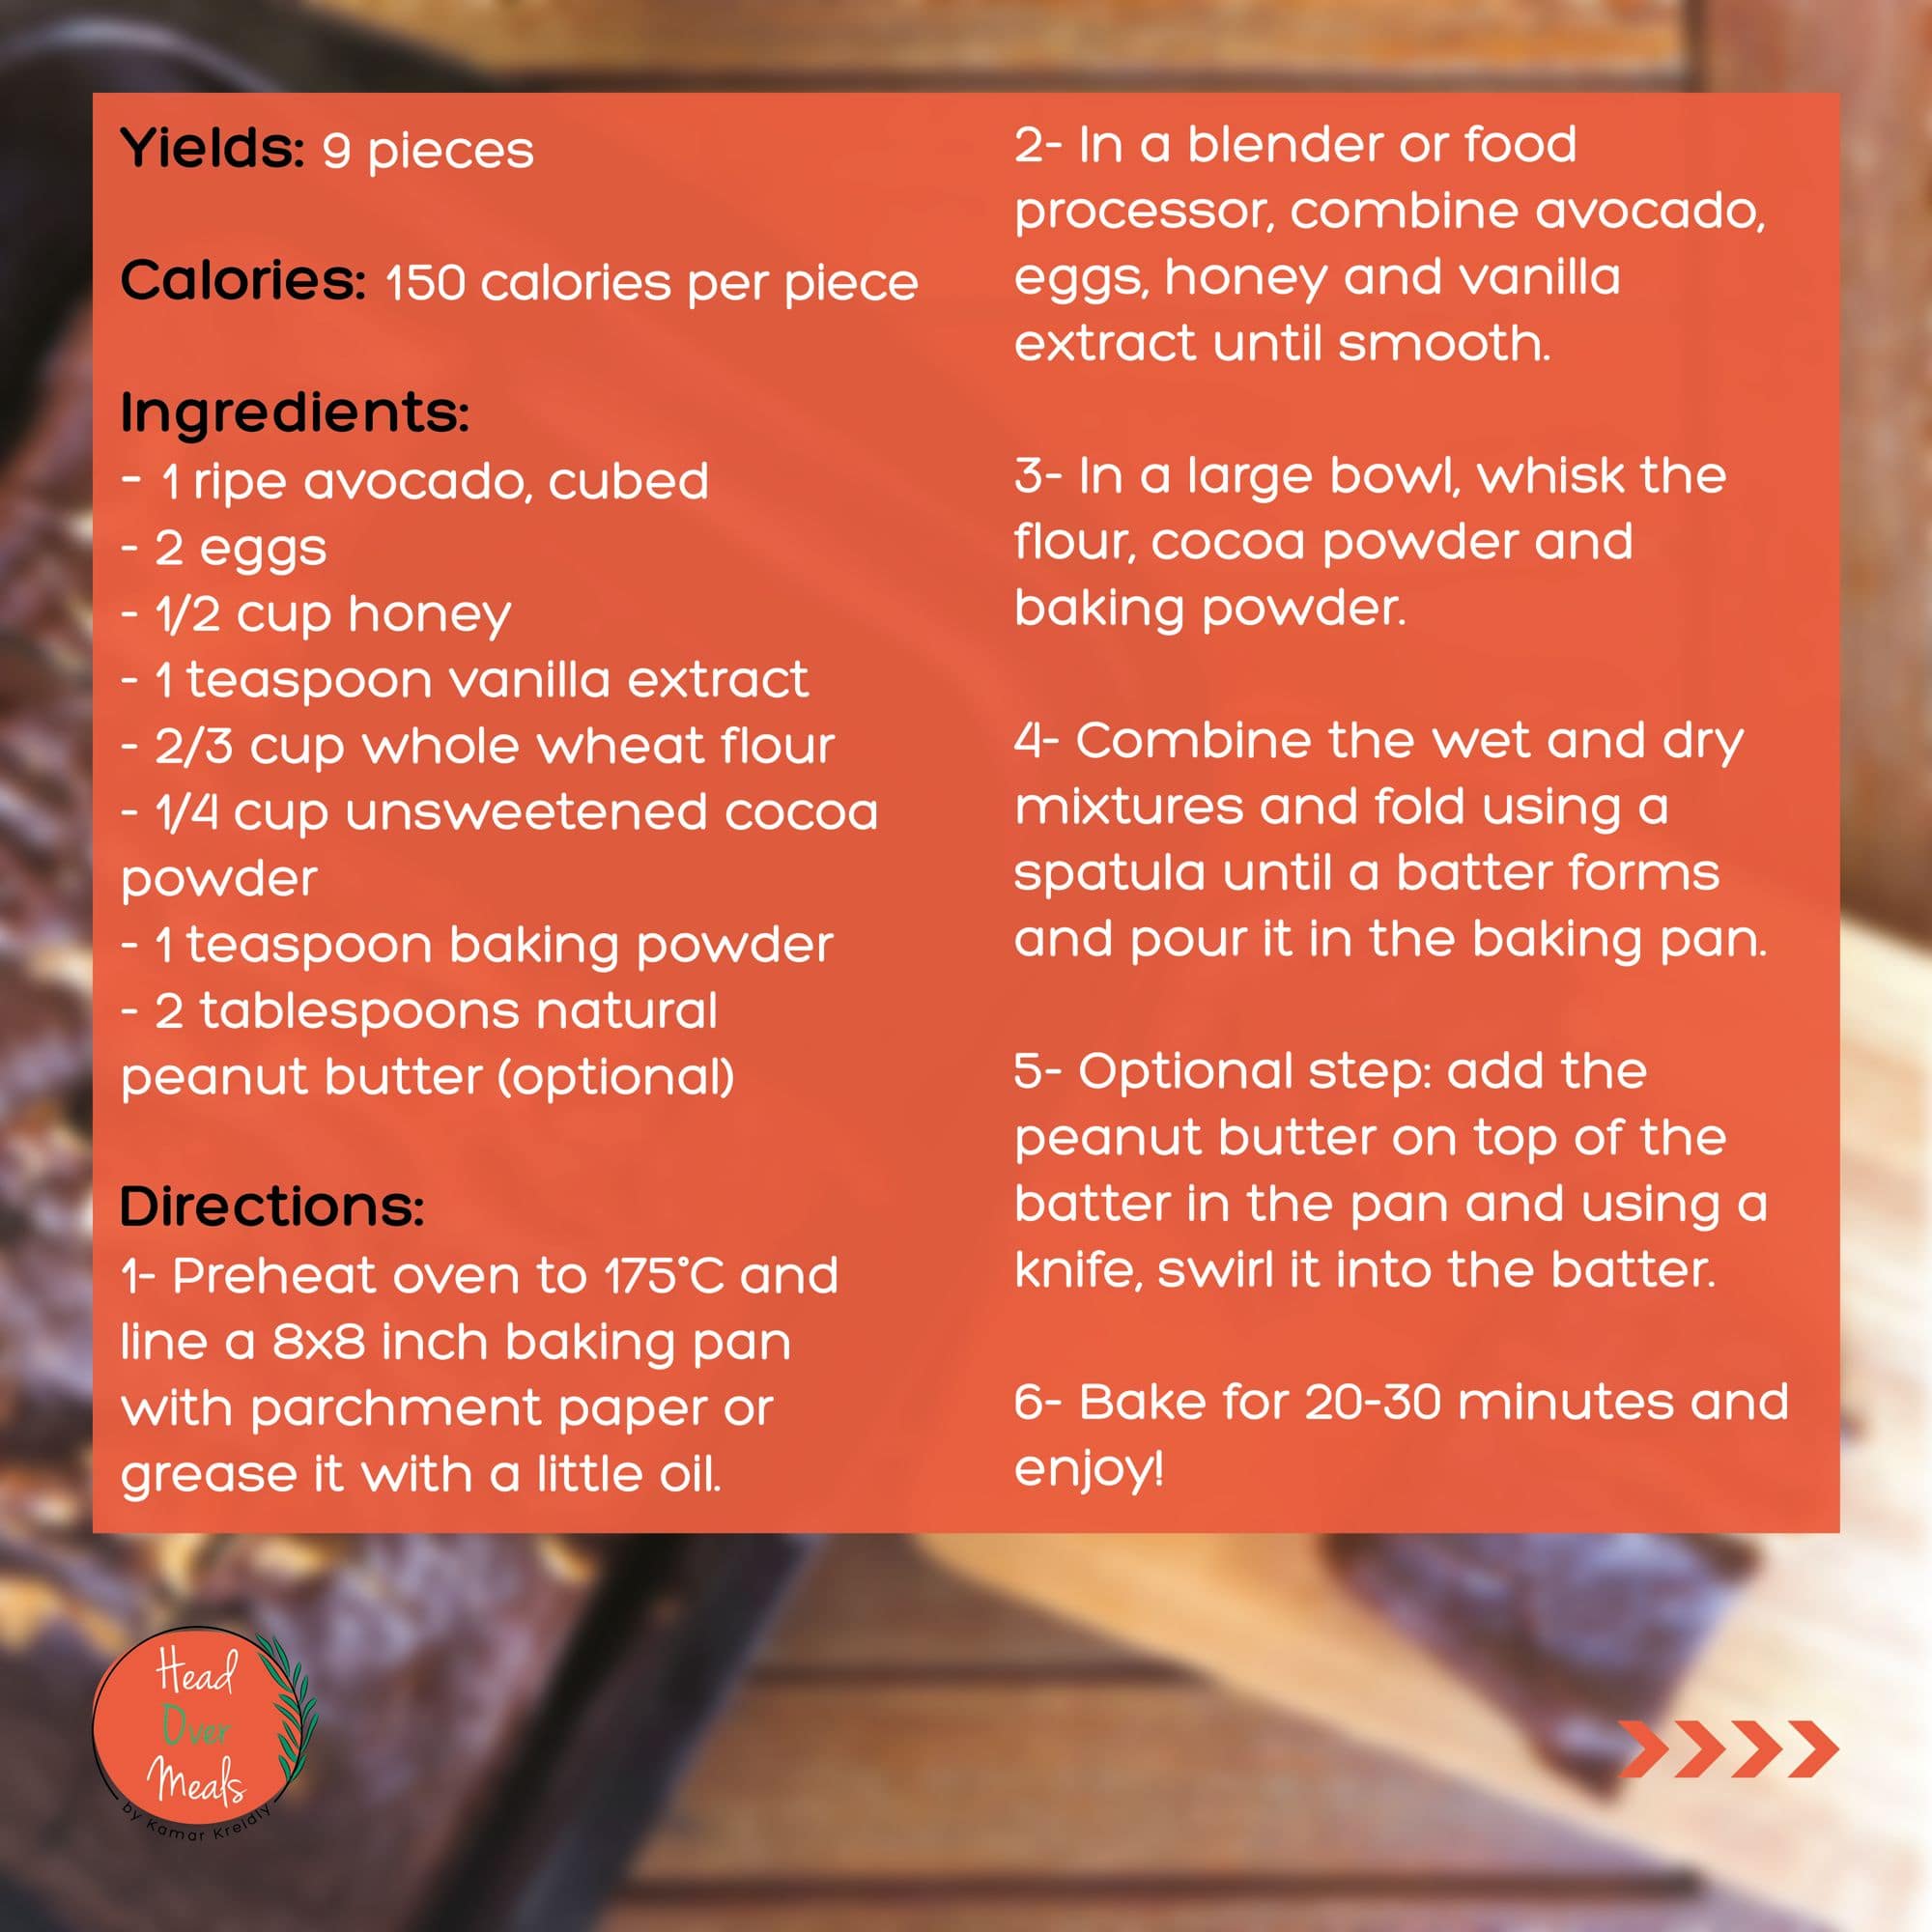 Yields: 9 pieces
Calories: 150 calories per piece
Ingredients:
- 1 ripe avocado, cubed
- 2 eggs
- 1/2 cup honey
- 1 teaspoon vanilla extract
- 2/3 cup whole wheat flour
- 1/4 cup unsweetened cocoa
powder
- 1 teaspoon baking powder
- 2 tablespoons natural
peanut butter (optional)
Directions:
1- Preheat oven to 175°C and
line a 8x8 inch baking pan
with parchment paper or
grease it with a little oil.
2- In a blender or food
processor, combine avocado,
eggs, honey and vanilla
extract until smooth.
3- In a large bowl, whisk the
flour, cocoa powder and
baking powder.
4- Combine the wet and dry
mixtures and fold using a
spatula until a batter forms
and pour it in the baking pan.
5- Optional step: add the
peanut butter on top of the
batter in the pan and using a
knife, swirl it into the batter.
6- Bake for 20-30 minutes and
enjoy!
Head
Over
Meals
by Kamar Kreidly